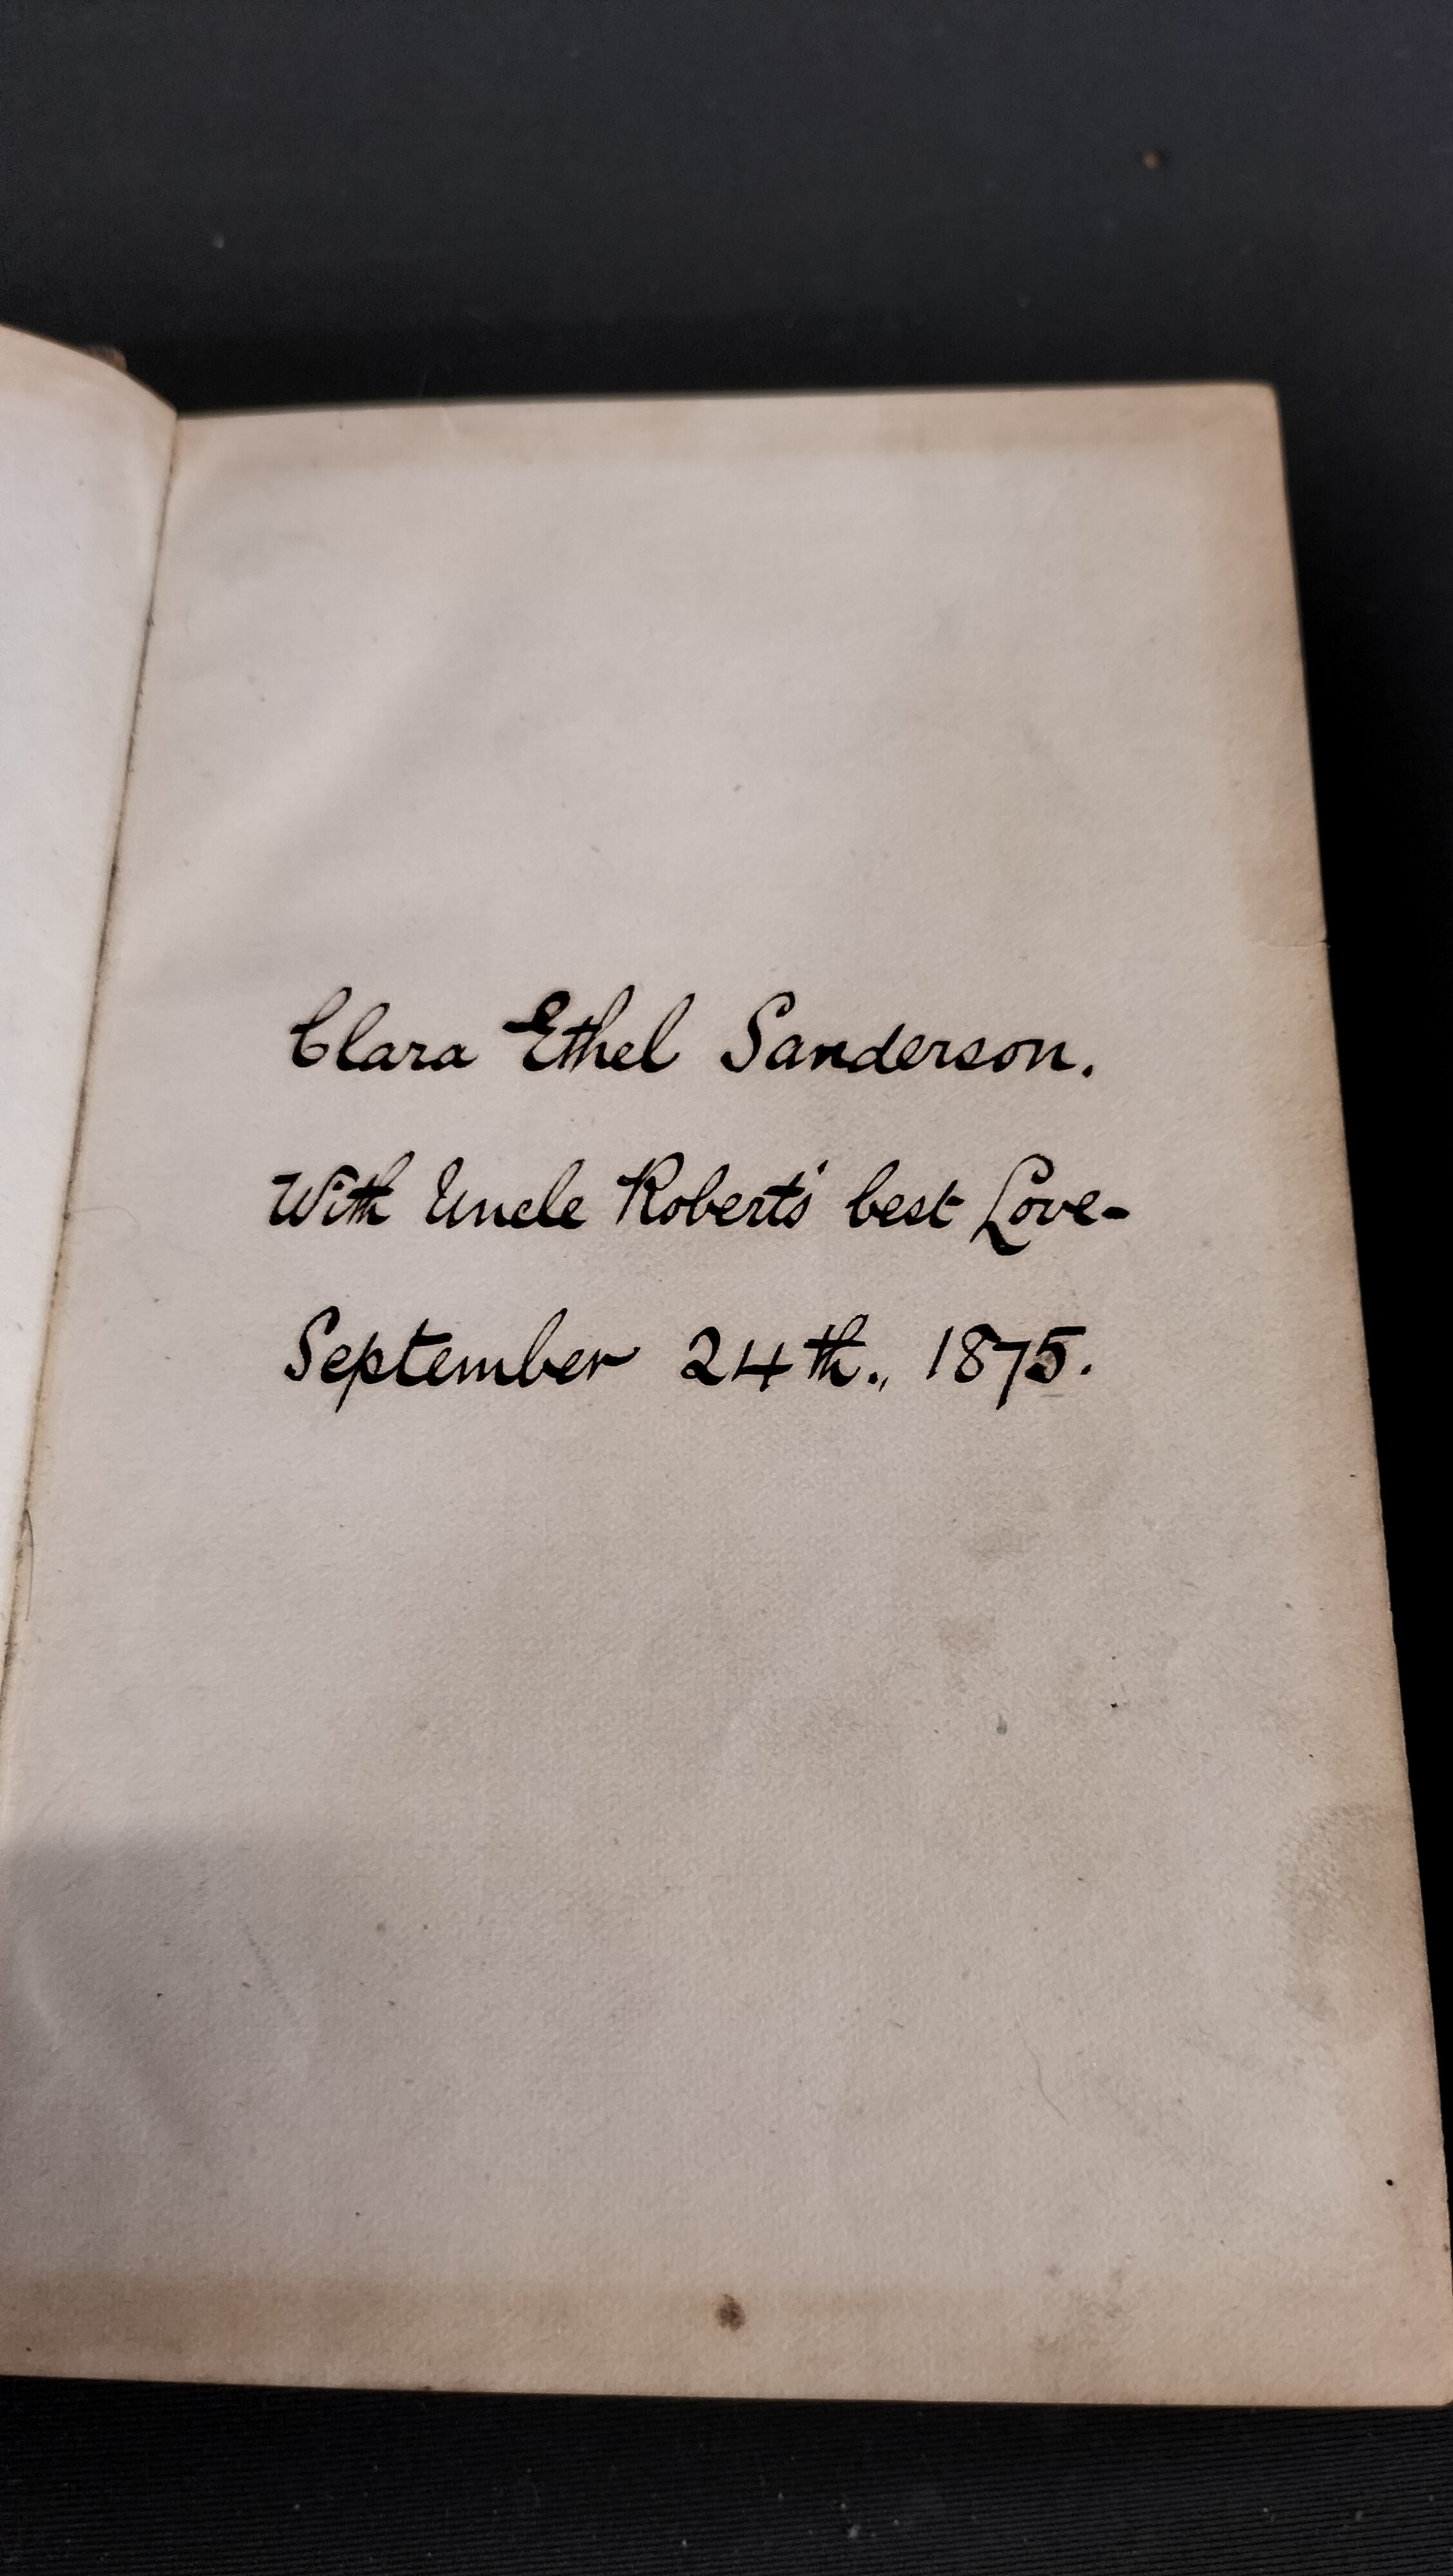 Clara Ethel Sanderson.
With Uncle Roberts' best Love-
September 24th., 1875.